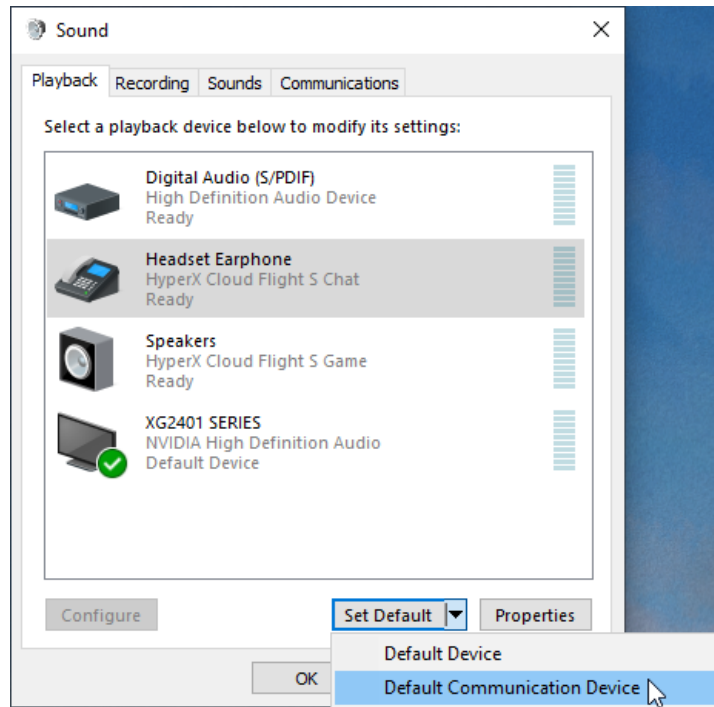 Sound
Playback Recording Sounds Communications
Select a playback device below to modify its settings:
Digital Audio (S/PDIF)
High Definition Audio Device
Ready
Headset Earphone
HyperX Cloud Flight S Chat
Ready
Speakers
HyperX Cloud Flight S Game
Ready
XG2401 SERIES
NVIDIA High Definition Audio
Default Device
Configure Set Default Properties
Default Device
OK
Default Communication Device